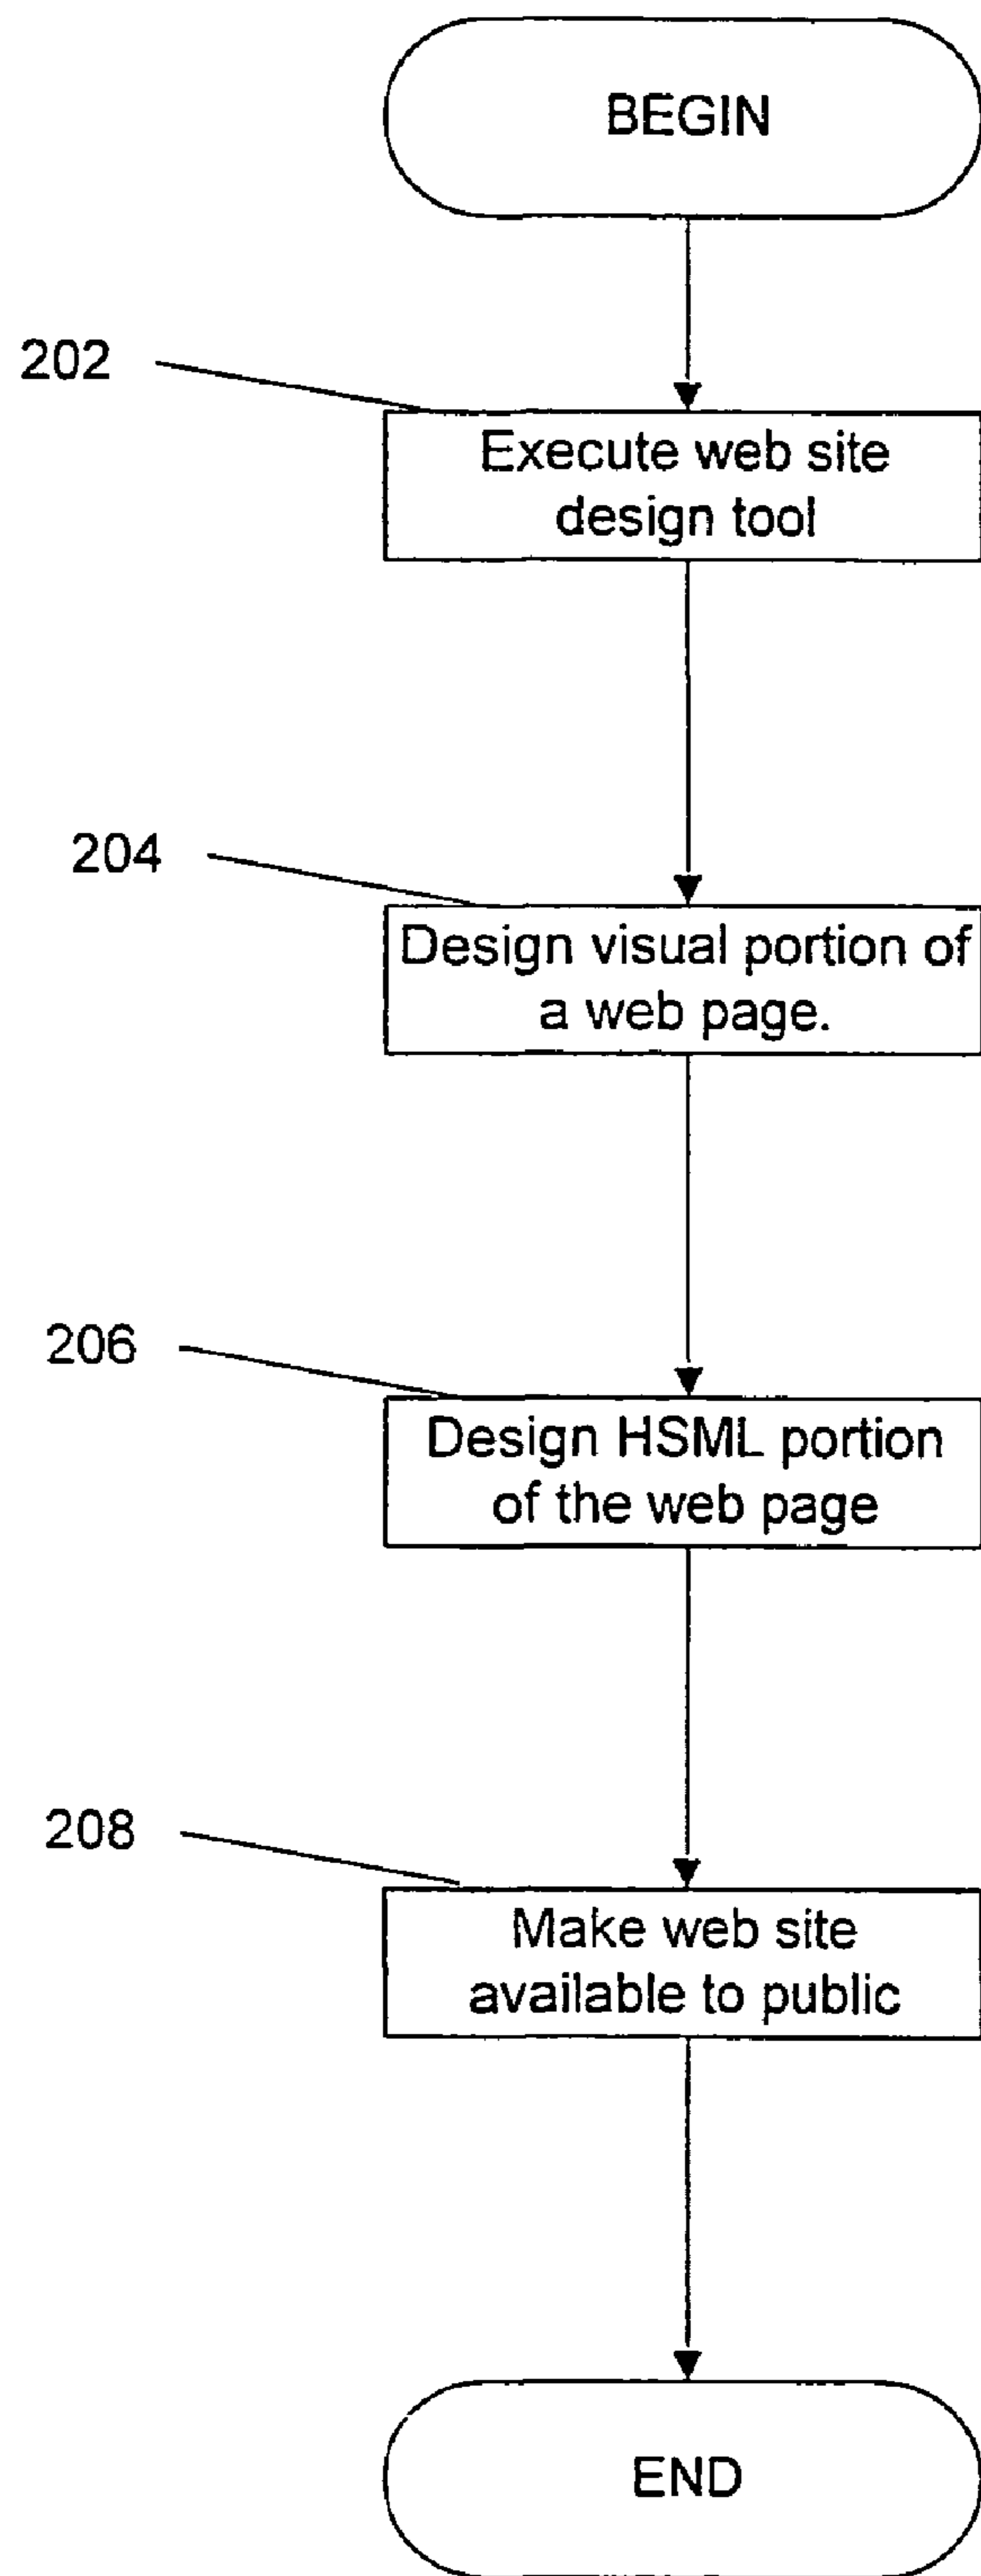 BEGIN
202
Execute web site
design tool
204
Design visual portion of
a web page.
206
Design HSML portion
of the web page
208
Make web site
available to public
END